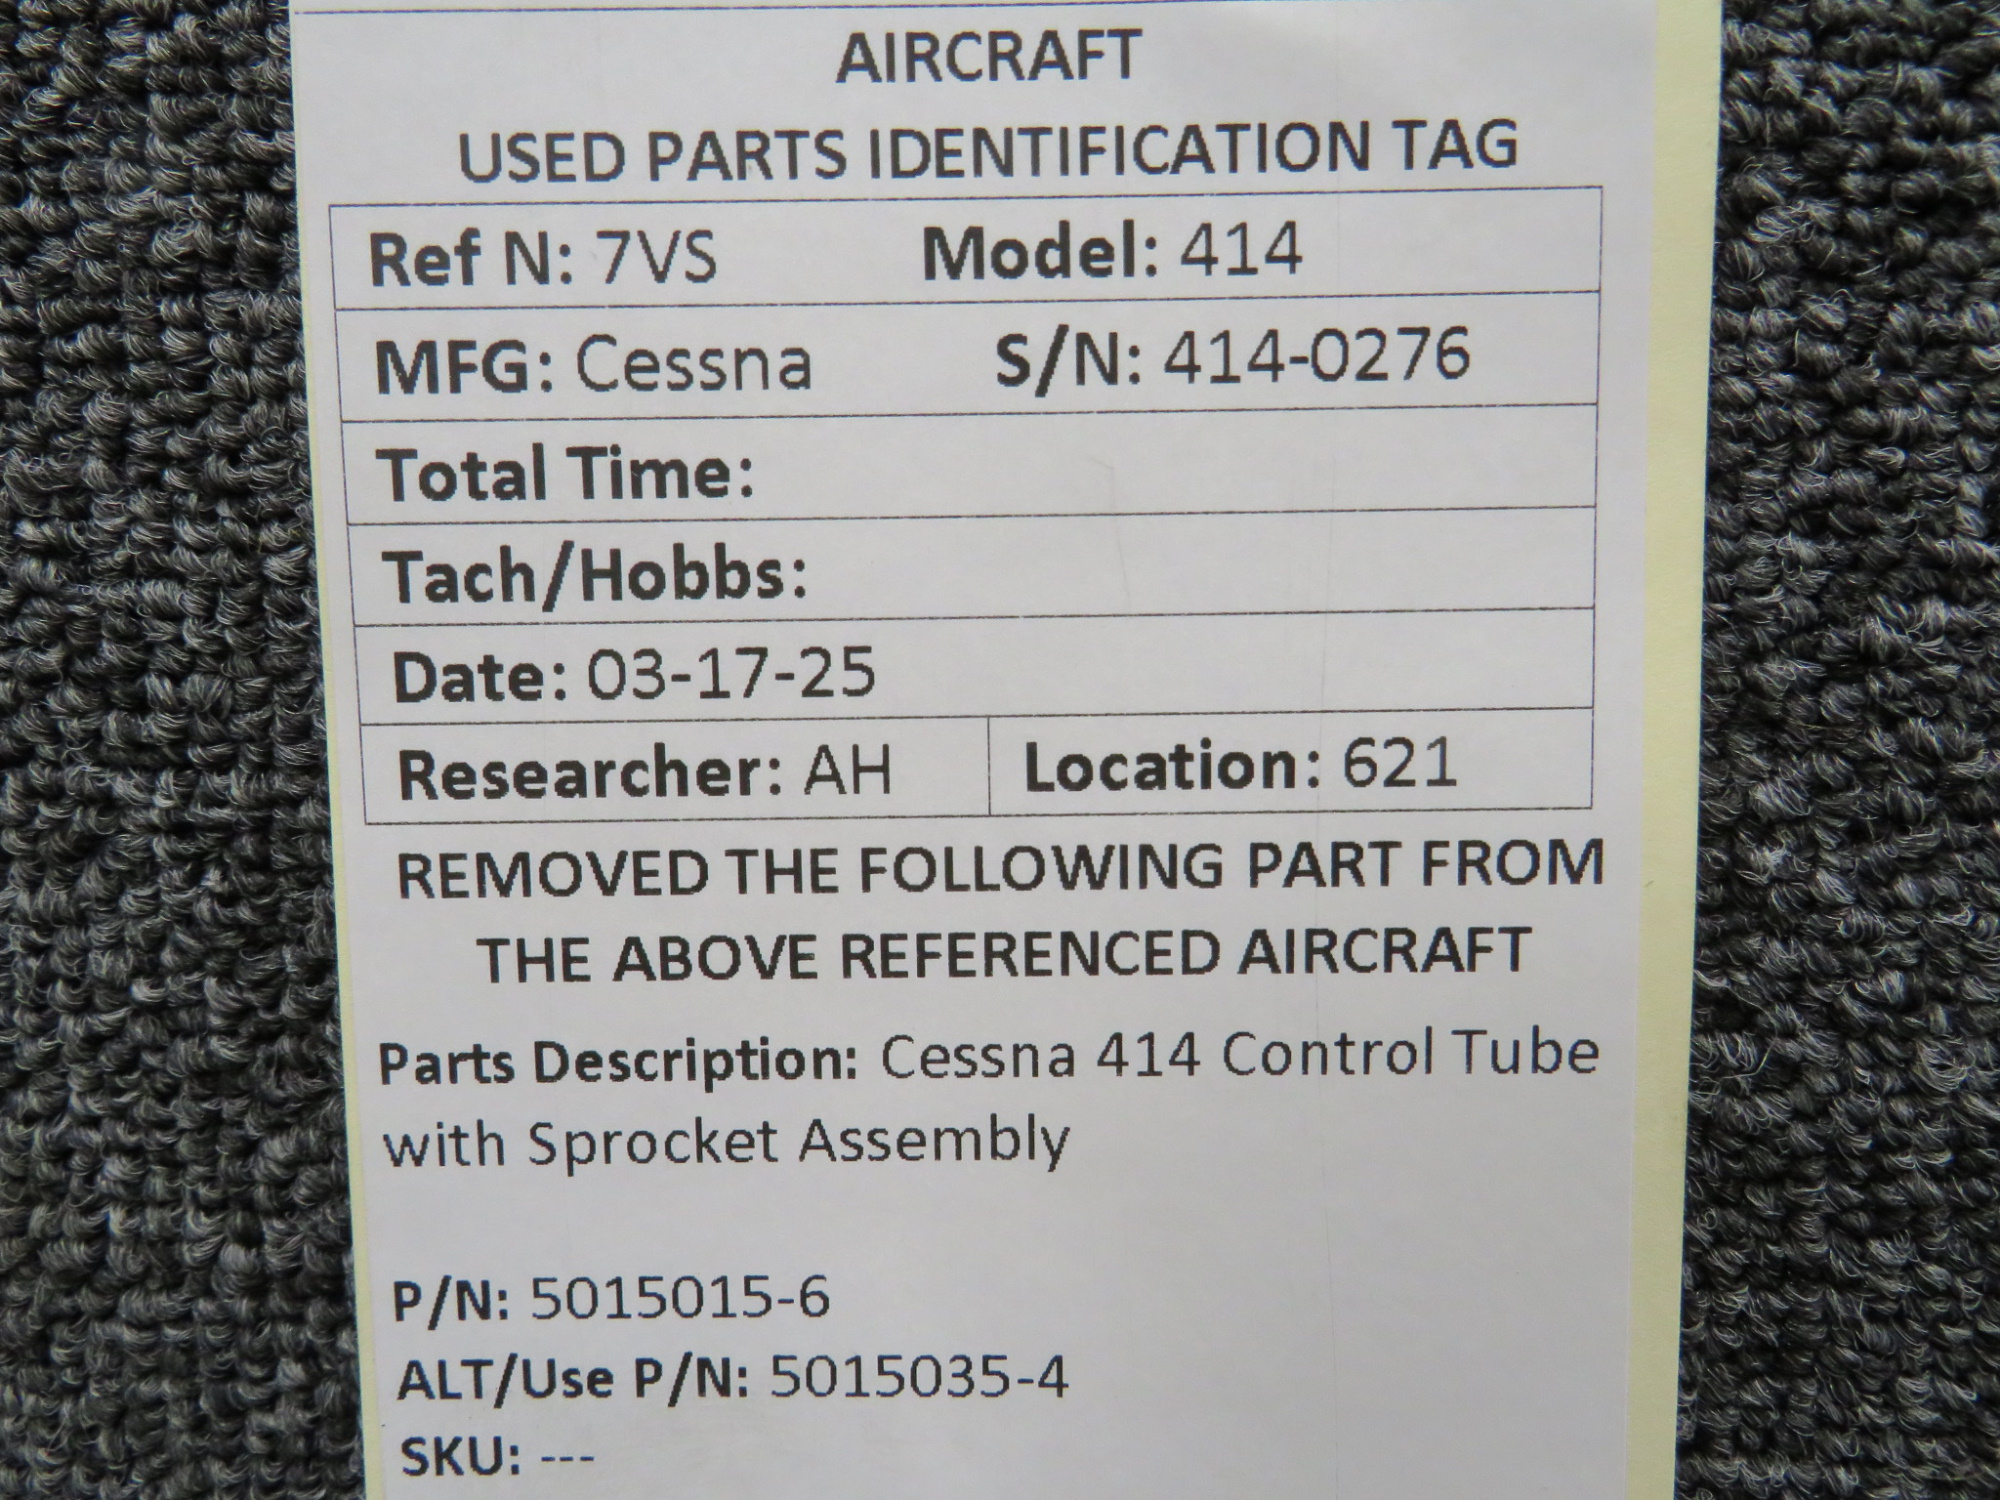 AIRCRAFT
USED PARTS IDENTIFICATION TAG
Ref N: 7VS Model: 414
MFG: Cessna S/N: 414-0276
Total Time:
Tach/Hobbs:
Date: 03-17-25
Researcher: AH Location: 621
REMOVED THE FOLLOWING PART FROM
THE ABOVE REFERENCED AIRCRAFT
Parts Description: Cessna 414 Control Tube
with Sprocket Assembly
P/N: 5015015-6
ALT/Use P/N: 5015035-4
SKU: ---